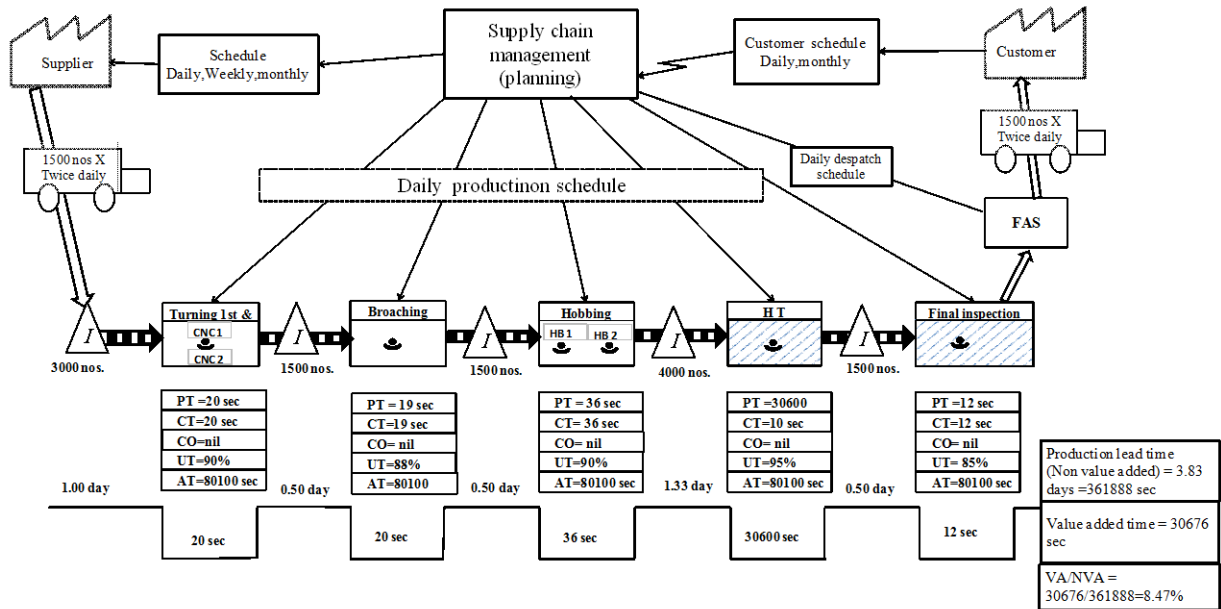 Supplier
Schedule
Daily,Weekly,monthly
Supply chain
management
(planning)
Customer schedule
Daily,monthly
Customer
1500 nos X
Twice daily
1500 nos X
Twice daily
Daily despatch
schedule
Daily productinon schedule
FAS
Turning 1st &
CNC 1
CNC 2
Broaching
Hobbing
HB 1
HB 2
H T
Final inspection
I
I
I
I
I
3000 nos.
1500 nos.
1500 nos.
4000 nos.
1500 nos.
PT =20 sec
CT=20 sec
CO=nil
UT=90%
AT=80100 sec
PT = 19 sec
CT=19 sec
CO= nil
UT=88%
AT=80100
PT = 36 sec
CT= 36 sec
CO= nil
UT=90%
AT=80100 sec
PT=30600
CT=10 sec
CO= nil
UT=95%
AT=80100 sec
PT=12 sec
CT=12 sec
CO= nil
UT= 85%
AT=80100 sec
1.00 day
0.50 day
0.50 day
1.33 day
0.50 day
20 sec
20 sec
36 sec
30600 sec
12 sec
Production lead time
(Non value added) = 3.83
days =361888 sec
Value added time = 30676
sec
VA/NVA =
30676/361888=8.47%